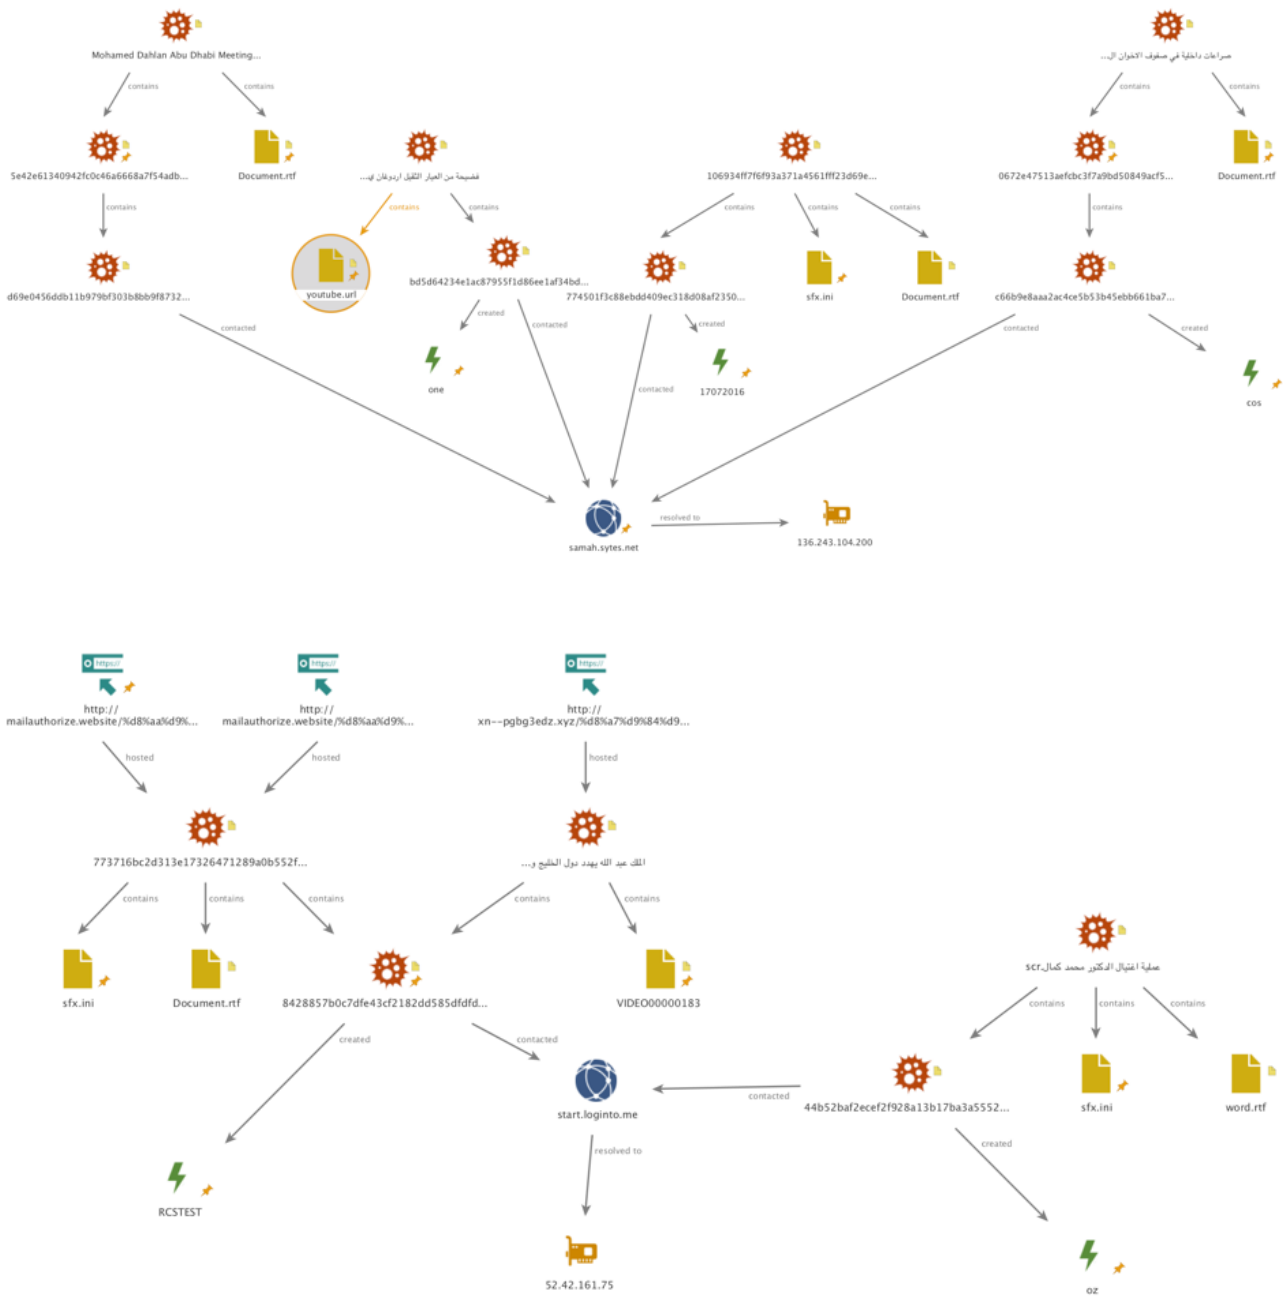 Mohamed Dahlan Abu Dhabi Meeting...
صراعات داخلية في صفوف الاخوان ال...
contains
contains
contains
contains
5e42e61340942fc0c46a6668a7f54adb...
Document.rtf
فضيحة من العيار الثقيل اردوغان ي...
106934ff7f6f93a371a4561fff23d69e...
0672e47513aefcbc3f7a9bd50849acf5...
Document.rtf
contains
contains
contains
contains
contains
contains
contains
d69e0456ddb11b979bf303b8bb9f8732...
youtube.url
bd5d64234e1ac87955f1d86ee1af34bd...
774501f3c88ebdd409ec318d08af2350...
sfx.ini
Document.rtf
c66b9e8aaa2ac4ce5b53b45ebb661ba7...
contacted
created
contacted
created
contacted
created
one
contacted
17072016
cos
samah.sytes.net
resolved to
136.243.104.200
https://
https://
https://
http://
mailauthorize.website/%d8%aa%d9%...
http://
mailauthorize.website/%d8%aa%d9%...
http://
xn--pgbg3edz.xyz/%d8%a7%d9%84%d9...
hosted
hosted
hosted
773716bc2d313e17326471289a0b552f...
الملك عبد الله يهدد دول الخليج و...
contains
contains
contains
contains
contains
sfx.ini
Document.rtf
8428857b0c7dfe43cf2182dd585dfdfd...
VIDEO00000183
عملية اغتيال الدكتور محمد كمال.scr
contains
contains
contains
created
contacted
start.loginto.me
contacted
44b52baf2ecef2f928a13b17ba3a5552...
sfx.ini
word.rtf
resolved to
created
RCSTEST
52.42.161.75
oz